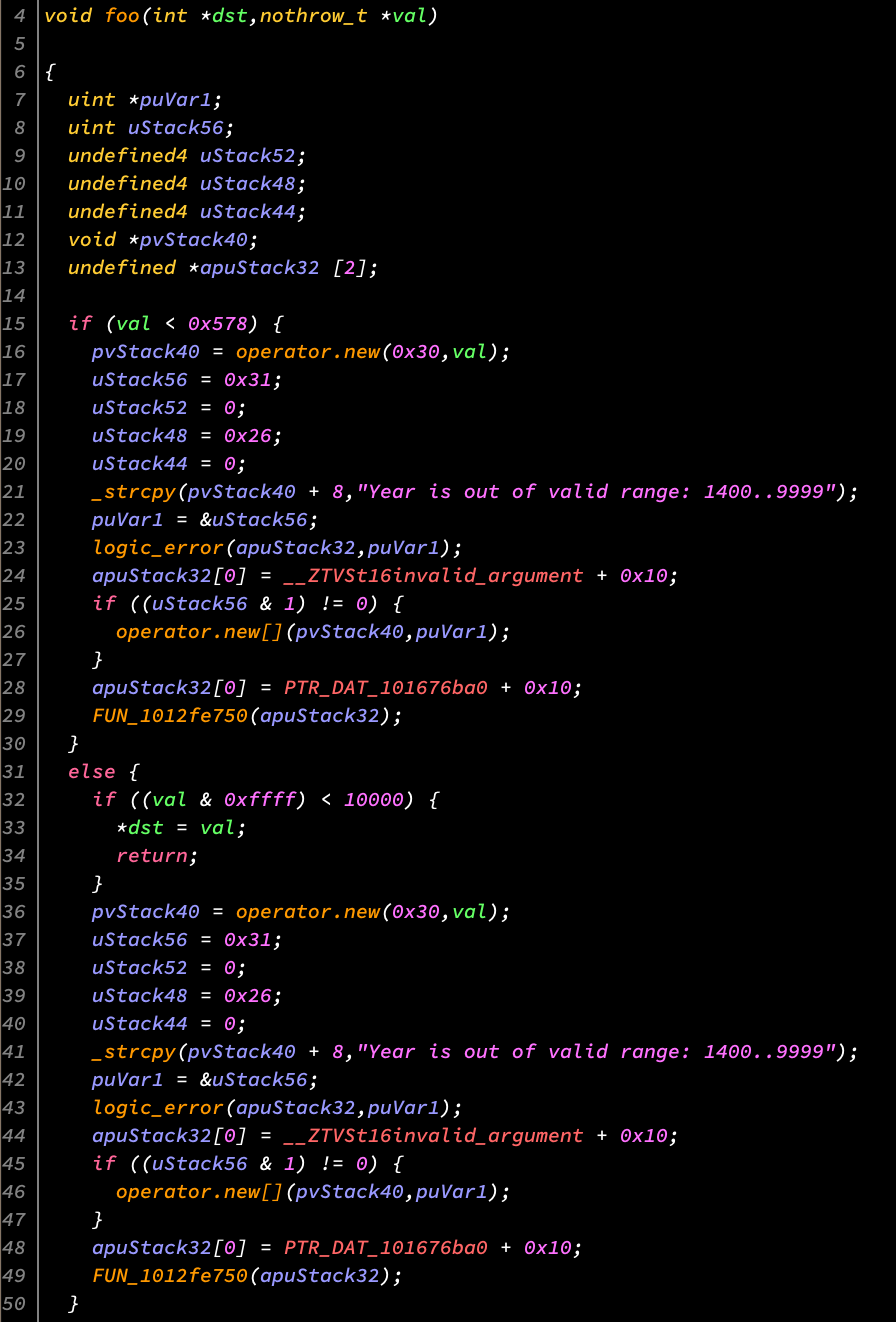 4 void foo(int *dst,nothrow_t *val)
5
6 {
7 uint *puVar1;
8 uint uStack56;
9 undefined4 uStack52;
10 undefined4 uStack48;
11 undefined4 uStack44;
12 void *pvStack40;
13 undefined *apuStack32 [2];
14
15 if (val < 0x578) {
16 pvStack40 = operator.new(0x30,val);
17 uStack56 = 0x31;
18 uStack52 = 0;
19 uStack48 = 0x26;
20 uStack44 = 0;
21 _strcpy(pvStack40 + 8,"Year is out of valid range: 1400..9999");
22 puVar1 = &uStack56;
23 logic_error(apuStack32,puVar1);
24 apuStack32[0] = __ZTVSt16invalid_argument + 0x10;
25 if ((uStack56 & 1) != 0) {
26 operator.new[](pvStack40,puVar1);
27 }
28 apuStack32[0] = PTR_DAT_101676ba0 + 0x10;
29 FUN_1012fe750(apuStack32);
30 }
31 else {
32 if ((val & 0xffff) < 10000) {
33 *dst = val;
34 return;
35 }
36 pvStack40 = operator.new(0x30,val);
37 uStack56 = 0x31;
38 uStack52 = 0;
39 uStack48 = 0x26;
40 uStack44 = 0;
41 _strcpy(pvStack40 + 8,"Year is out of valid range: 1400..9999");
42 puVar1 = &uStack56;
43 logic_error(apuStack32,puVar1);
44 apuStack32[0] = __ZTVSt16invalid_argument + 0x10;
45 if ((uStack56 & 1) != 0) {
46 operator.new[](pvStack40,puVar1);
47 }
48 apuStack32[0] = PTR_DAT_101676ba0 + 0x10;
49 FUN_1012fe750(apuStack32);
50 }